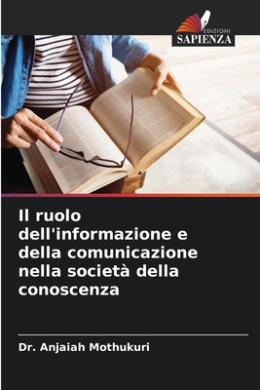 EDIZIONI
SAPIENZA
Il ruolo
dell'informazione e
della comunicazione
nella società della
conoscenza
Dr. Anjaiah Mothukuri